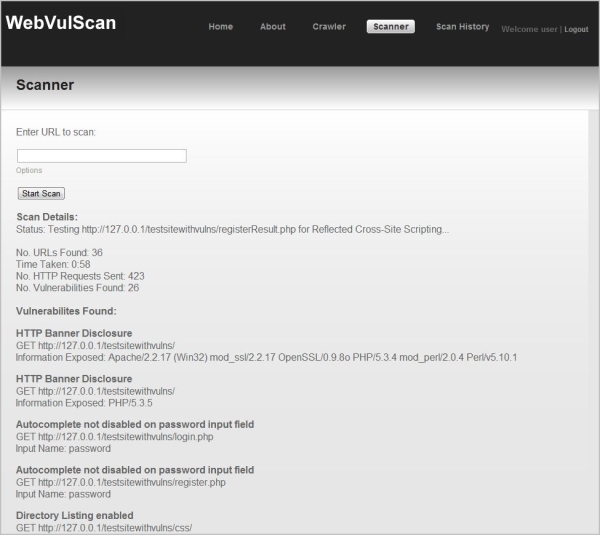 WebVulScan
Home About Crawler Scanner Scan History Welcome user | Logout
Scanner
Enter URL to scan:
Options
Start Scan
Scan Details:
Status: Testing http://127.0.0.1/testsitewithvulns/registerResult.php for Reflected Cross-Site Scripting...
No. URLs Found: 36
Time Taken: 0:58
No. HTTP Requests Sent: 423
No. Vulnerabilities Found: 26
Vulnerabilites Found:
HTTP Banner Disclosure
GET http://127.0.0.1/testsitewithvulns/
Information Exposed: Apache/2.2.17 (Win32) mod_ssl/2.2.17 OpenSSL/0.9.8o PHP/5.3.4 mod_perl/2.0.4 Perl/v5.10.1
HTTP Banner Disclosure
GET http://127.0.0.1/testsitewithvulns/
Information Exposed: PHP/5.3.5
Autocomplete not disabled on password input field
GET http://127.0.0.1/testsitewithvulns/login.php
Input Name: password
Autocomplete not disabled on password input field
GET http://127.0.0.1/testsitewithvulns/register.php
Input Name: password
Directory Listing enabled
GET http://127.0.0.1/testsitewithvulns/css/